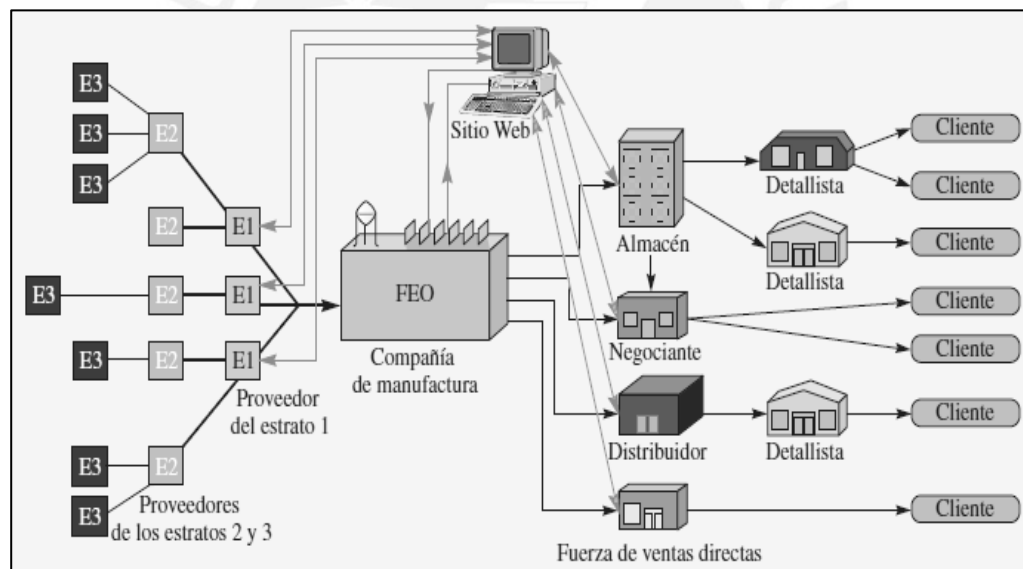 E3
E3
E3
E2
E2
E1
E3
E2
E1
E3
E2
E1
E3
E3
E2
Proveedor
del estrato 1
Proveedores
de los estratos 2 y 3
Sitio Web
FEO
Compañía
de manufactura
Almacén
Negociante
Distribuidor
Fuerza de ventas directas
Detallista
Detallista
Detallista
Cliente
Cliente
Cliente
Cliente
Cliente
Cliente
Cliente